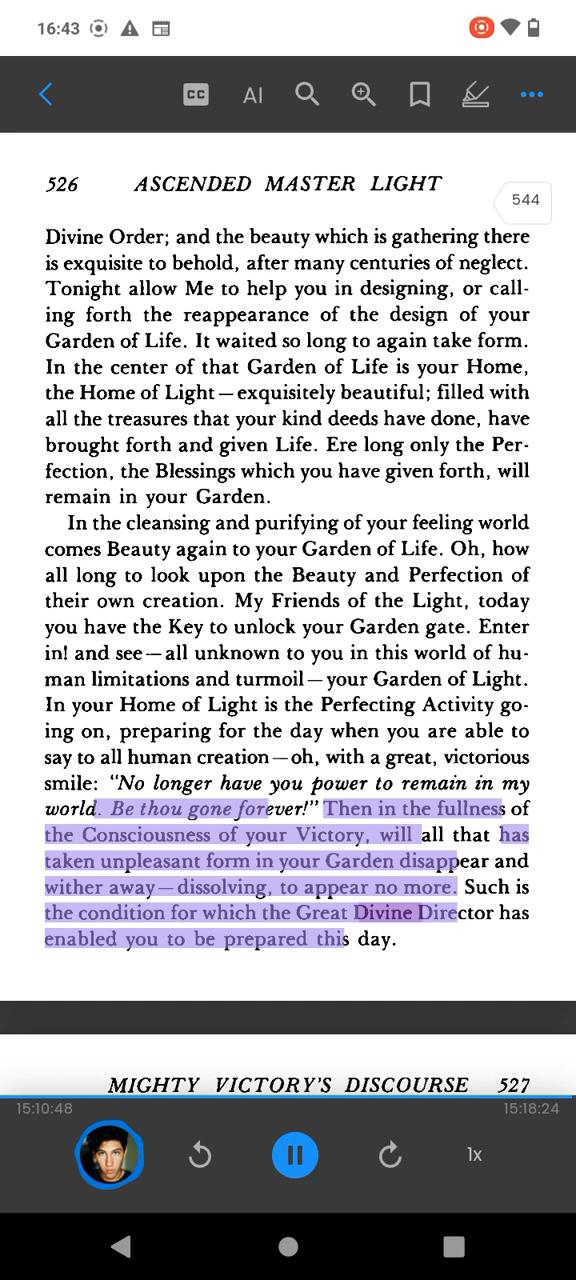 16:43
CC AI
526 ASCENDED MASTER LIGHT
544
Divine Order; and the beauty which is gathering there
is exquisite to behold, after many centuries of neglect.
Tonight allow Me to help you in designing, or call-
ing forth the reappearance of the design of your
Garden of Life. It waited so long to again take form.
In the center of that Garden of Life is your Home,
the Home of Light—exquisitely beautiful; filled with
all the treasures that your kind deeds have done, have
brought forth and given Life. Ere long only the Per-
fection, the Blessings which you have given forth, will
remain in your Garden.
In the cleansing and purifying of your feeling world
comes Beauty again to your Garden of Life. Oh, how
all long to look upon the Beauty and Perfection of
their own creation. My Friends of the Light, today
you have the Key to unlock your Garden gate. Enter
in! and see—all unknown to you in this world of hu-
man limitations and turmoil—your Garden of Light.
In your Home of Light is the Perfecting Activity go-
ing on, preparing for the day when you are able to
say to all human creation—oh, with a great, victorious
smile: "No longer have you power to remain in my
world. Be thou gone forever!" Then in the fullness of
the Consciousness of your Victory, will all that has
taken unpleasant form in your Garden disappear and
wither away—dissolving, to appear no more. Such is
the condition for which the Great Divine Director has
enabled you to be prepared this day.
MIGHTY VICTORY'S DISCOURSE 527
15:10:48 15:18:24
1x